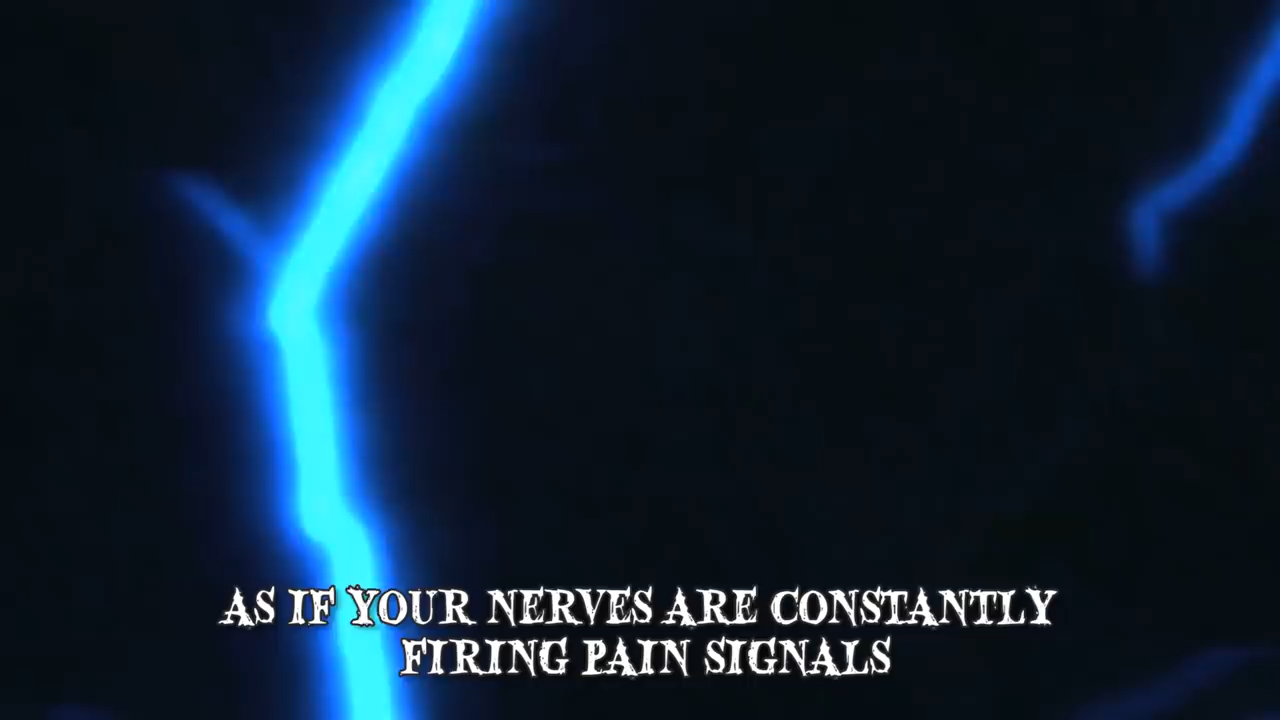 AS IF YOUR NERVES ARE CONSTANTLY
FIRING PAIN SIGNALS